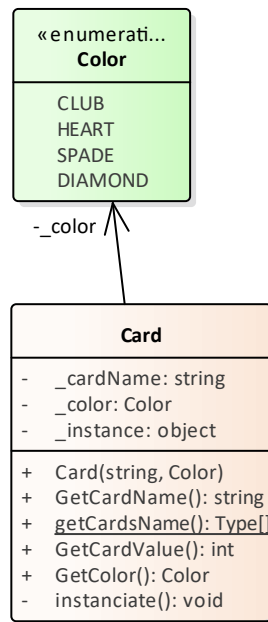 «enumerati...
Color
CLUB
HEART
SPADE
DIAMOND
-_color
Card
- _cardName: string
- _color: Color
- _instance: object
+ Card(string, Color)
+ GetCardName(): string
+ getCardsName(): Type[]
+ GetCardValue(): int
+ GetColor(): Color
- instanciate(): void